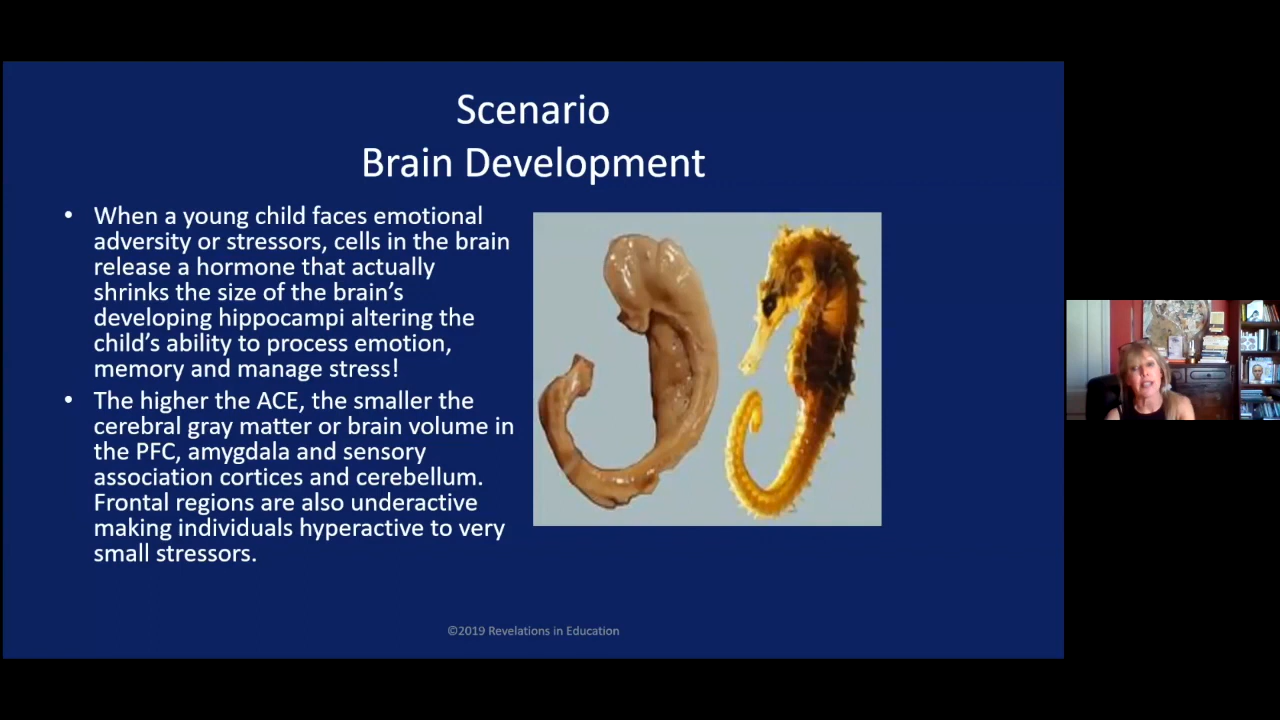 Scenario
Brain Development
• When a young child faces emotional
adversity or stressors, cells in the brain
release a hormone that actually
shrinks the size of the brain’s
developing hippocampi altering the
child’s ability to process emotion,
memory and manage stress!
• The higher the ACE, the smaller the
cerebral gray matter or brain volume in
the PFC, amygdala and sensory
association cortices and cerebellum.
Frontal regions are also underactive
making individuals hyperactive to very
small stressors.
©2019 Revelations in Education